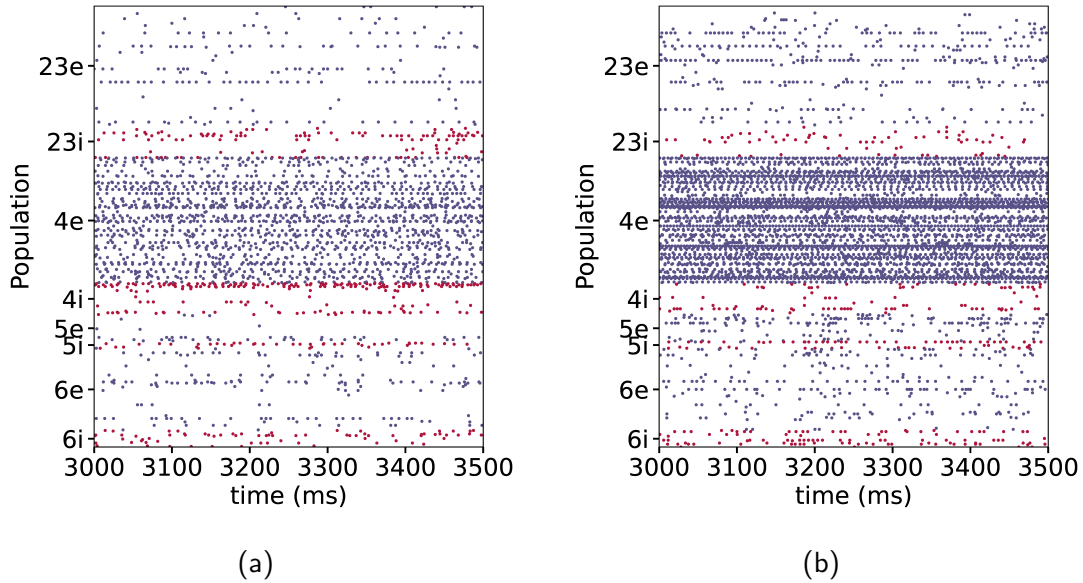 Population
23e
23i
4e
4i
5e
5i
6e
6i
3000 3100 3200 3300 3400 3500
time (ms)
(a)
Population
23e
23i
4e
4i
5e
5i
6e
6i
3000 3100 3200 3300 3400 3500
time (ms)
(b)